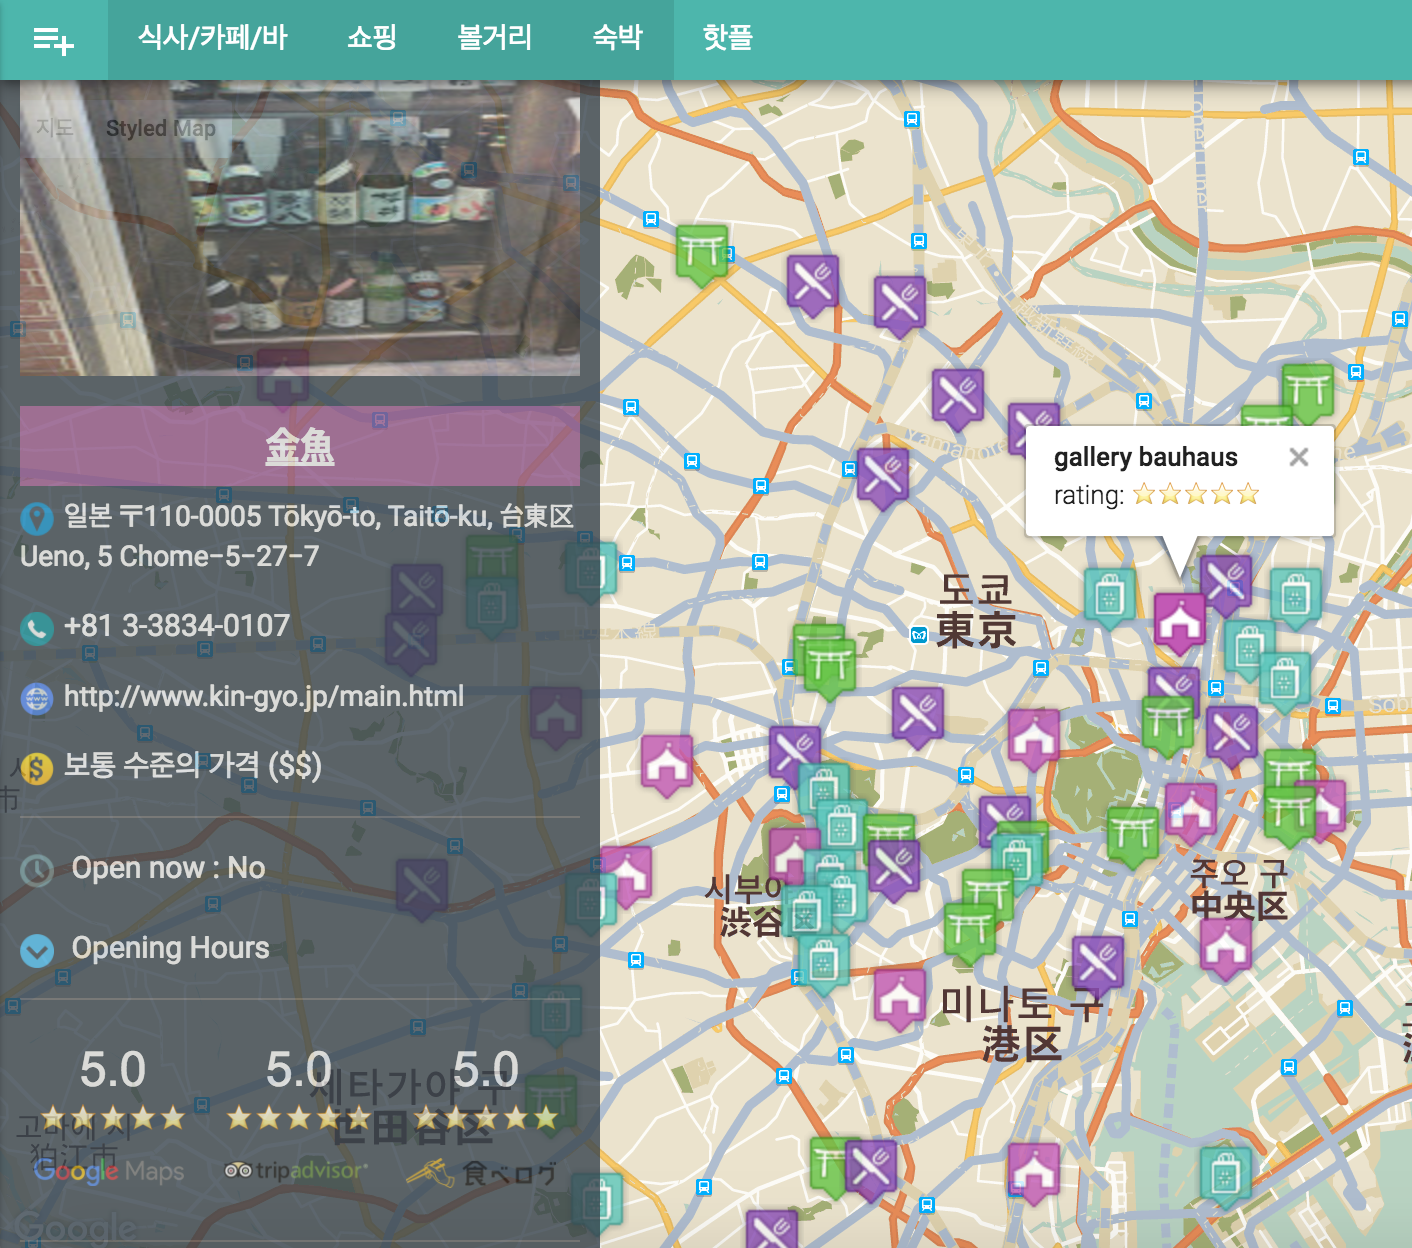 식사/카페/바
쇼핑
볼거리
숙박
핫플
지도
Styled Map
金魚
일본 〒110-0005 Tōkyō-to, Taitō-ku, 台東区
Ueno, 5 Chome−5−27−7
+81 3-3834-0107
http://www.kin-gyo.jp/main.html
보통 수준의 가격 ($$)
Open now : No
Opening Hours
5.0 5.0 5.0
Google Maps
tripadvisor
食べログ
Google
세타가야 구
世田谷区
고마에 시
狛江市
市
gallery bauhaus
rating:
도쿄
東京
시부야
渋谷
주오 구
中央区
미나토 구
港区
Yamanote